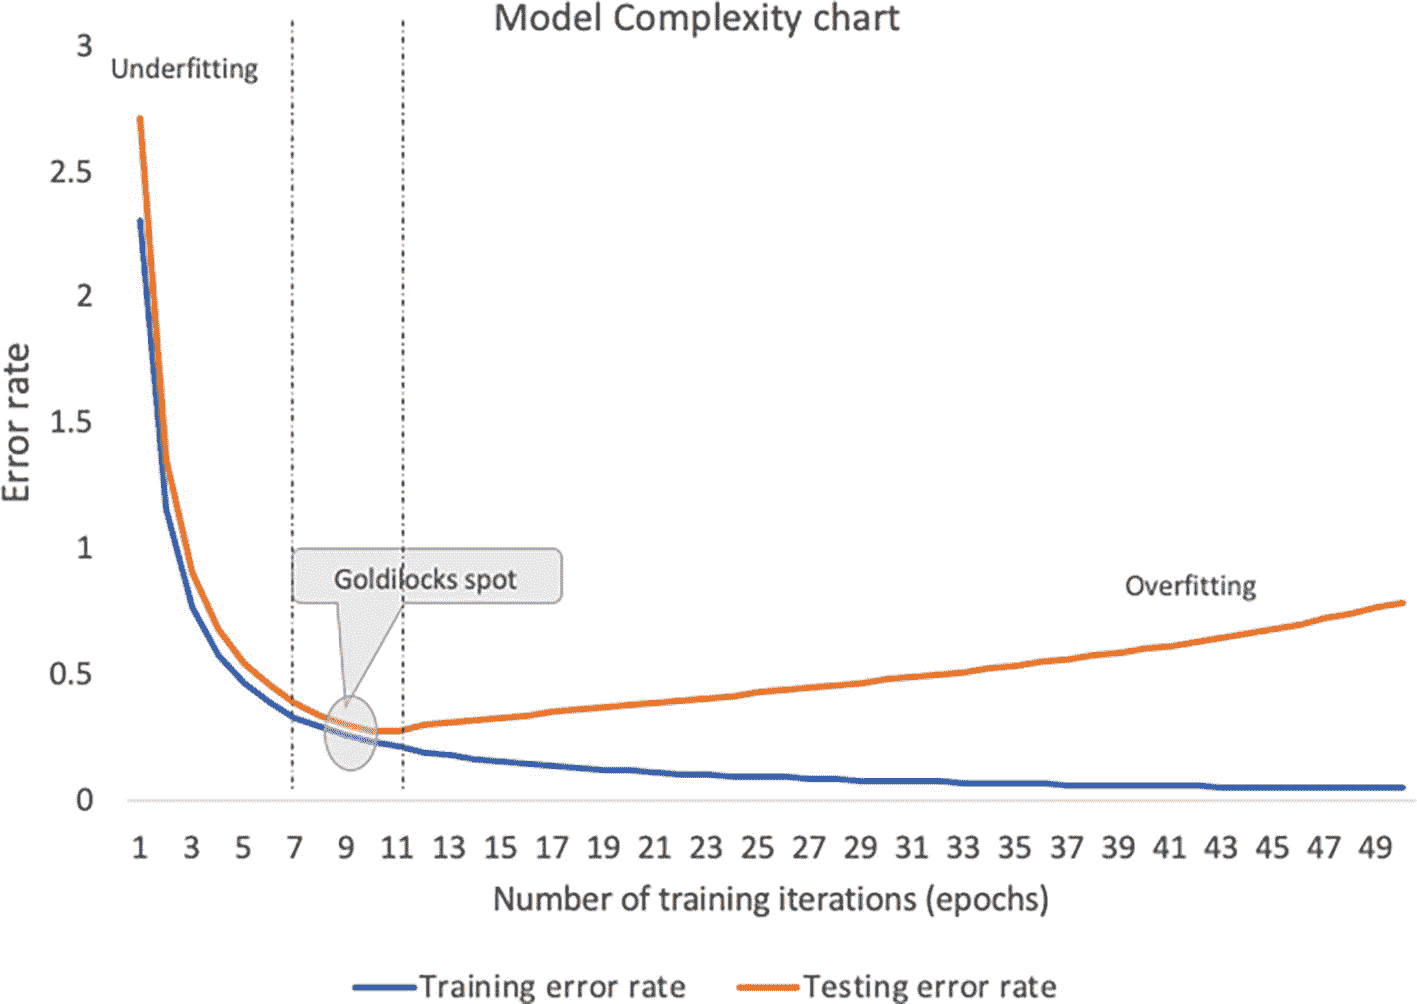 Model Complexity chart
3
Underfitting
2.5
2
Error rate
1.5
1
Goldilocks spot
Overfitting
0.5
0
1 3 5 7 9 11 13 15 17 19 21 23 25 27 29 31 33 35 37 39 41 43 45 47 49
Number of training iterations (epochs)
Training error rate Testing error rate